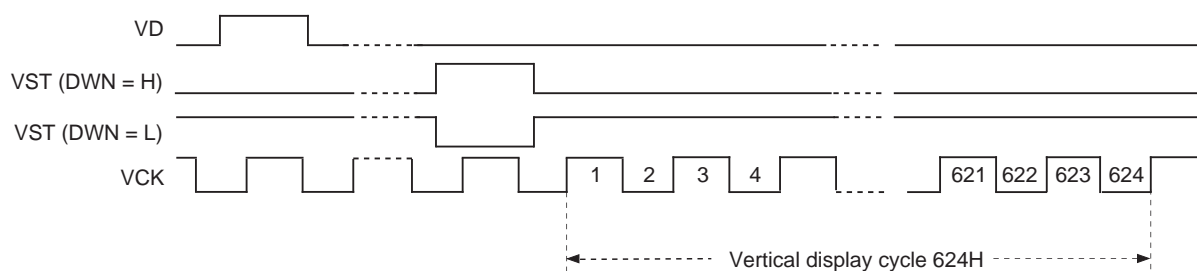 VD
VST (DWN = H)
VST (DWN = L)
VCK
1 2 3 4 621 622 623 624
Vertical display cycle 624H